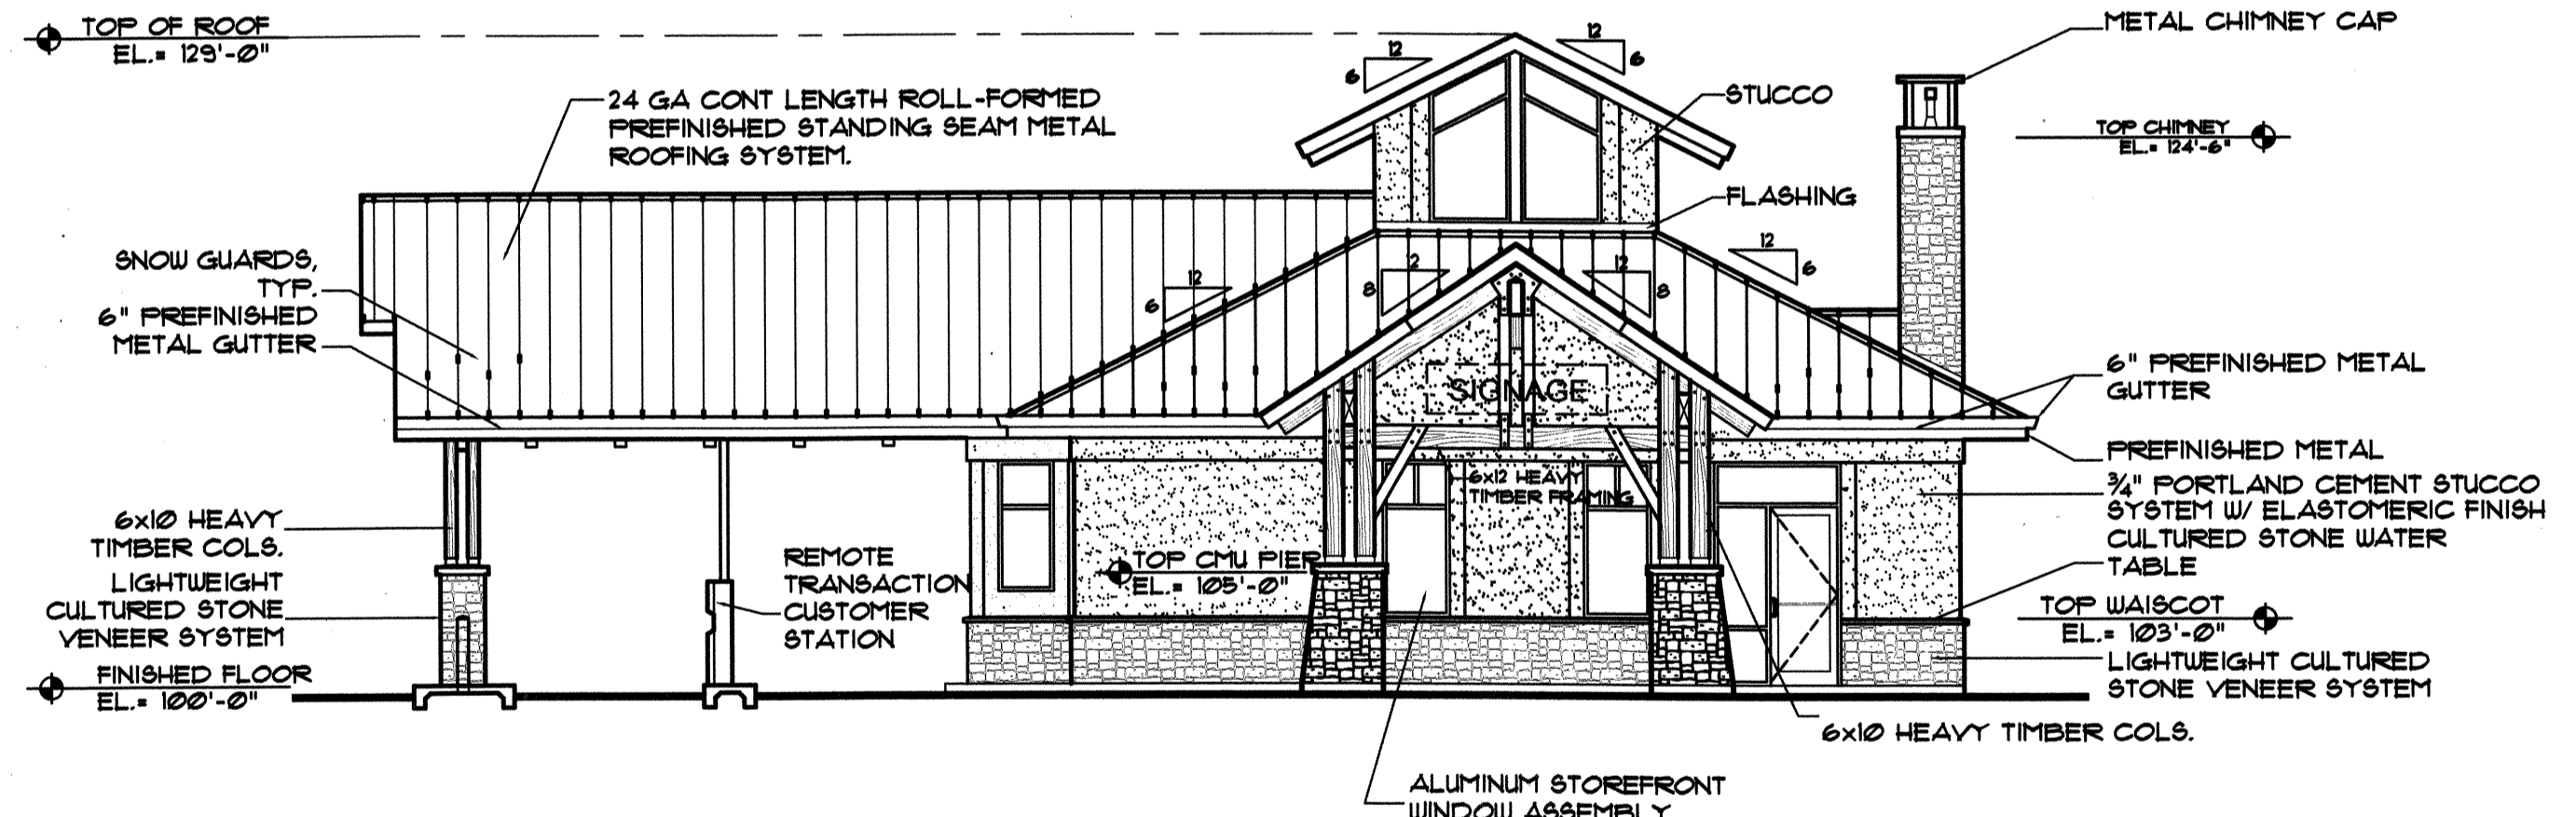 TOP OF ROOF
EL.= 129'-0"
24 GA CONT LENGTH ROLL-FORMED
PREFINISHED STANDING SEAM METAL
ROOFING SYSTEM.
SNOW GUARDS,
TYP.
6" PREFINISHED
METAL GUTTER
6x10 HEAVY
TIMBER COLS.
LIGHTWEIGHT
CULTURED STONE
VENEER SYSTEM
FINISHED FLOOR
EL.= 100'-0"
REMOTE
TRANSACTION
CUSTOMER
STATION
TOP CMU PIER
EL.= 105'-0"
12
6
12
6
12
6
12
8
12
8
12
6
SIGNAGE
6x12 HEAVY
TIMBER FRAMING
STUCCO
FLASHING
METAL CHIMNEY CAP
TOP CHIMNEY
EL.= 124'-6"
6" PREFINISHED METAL
GUTTER
PREFINISHED METAL
3/4" PORTLAND CEMENT STUCCO
SYSTEM W/ ELASTOMERIC FINISH
CULTURED STONE WATER
TABLE
TOP WAISCOT
EL.= 103'-0"
LIGHTWEIGHT CULTURED
STONE VENEER SYSTEM
6x10 HEAVY TIMBER COLS.
ALUMINUM STOREFRONT
WINDOW ASSEMBLY